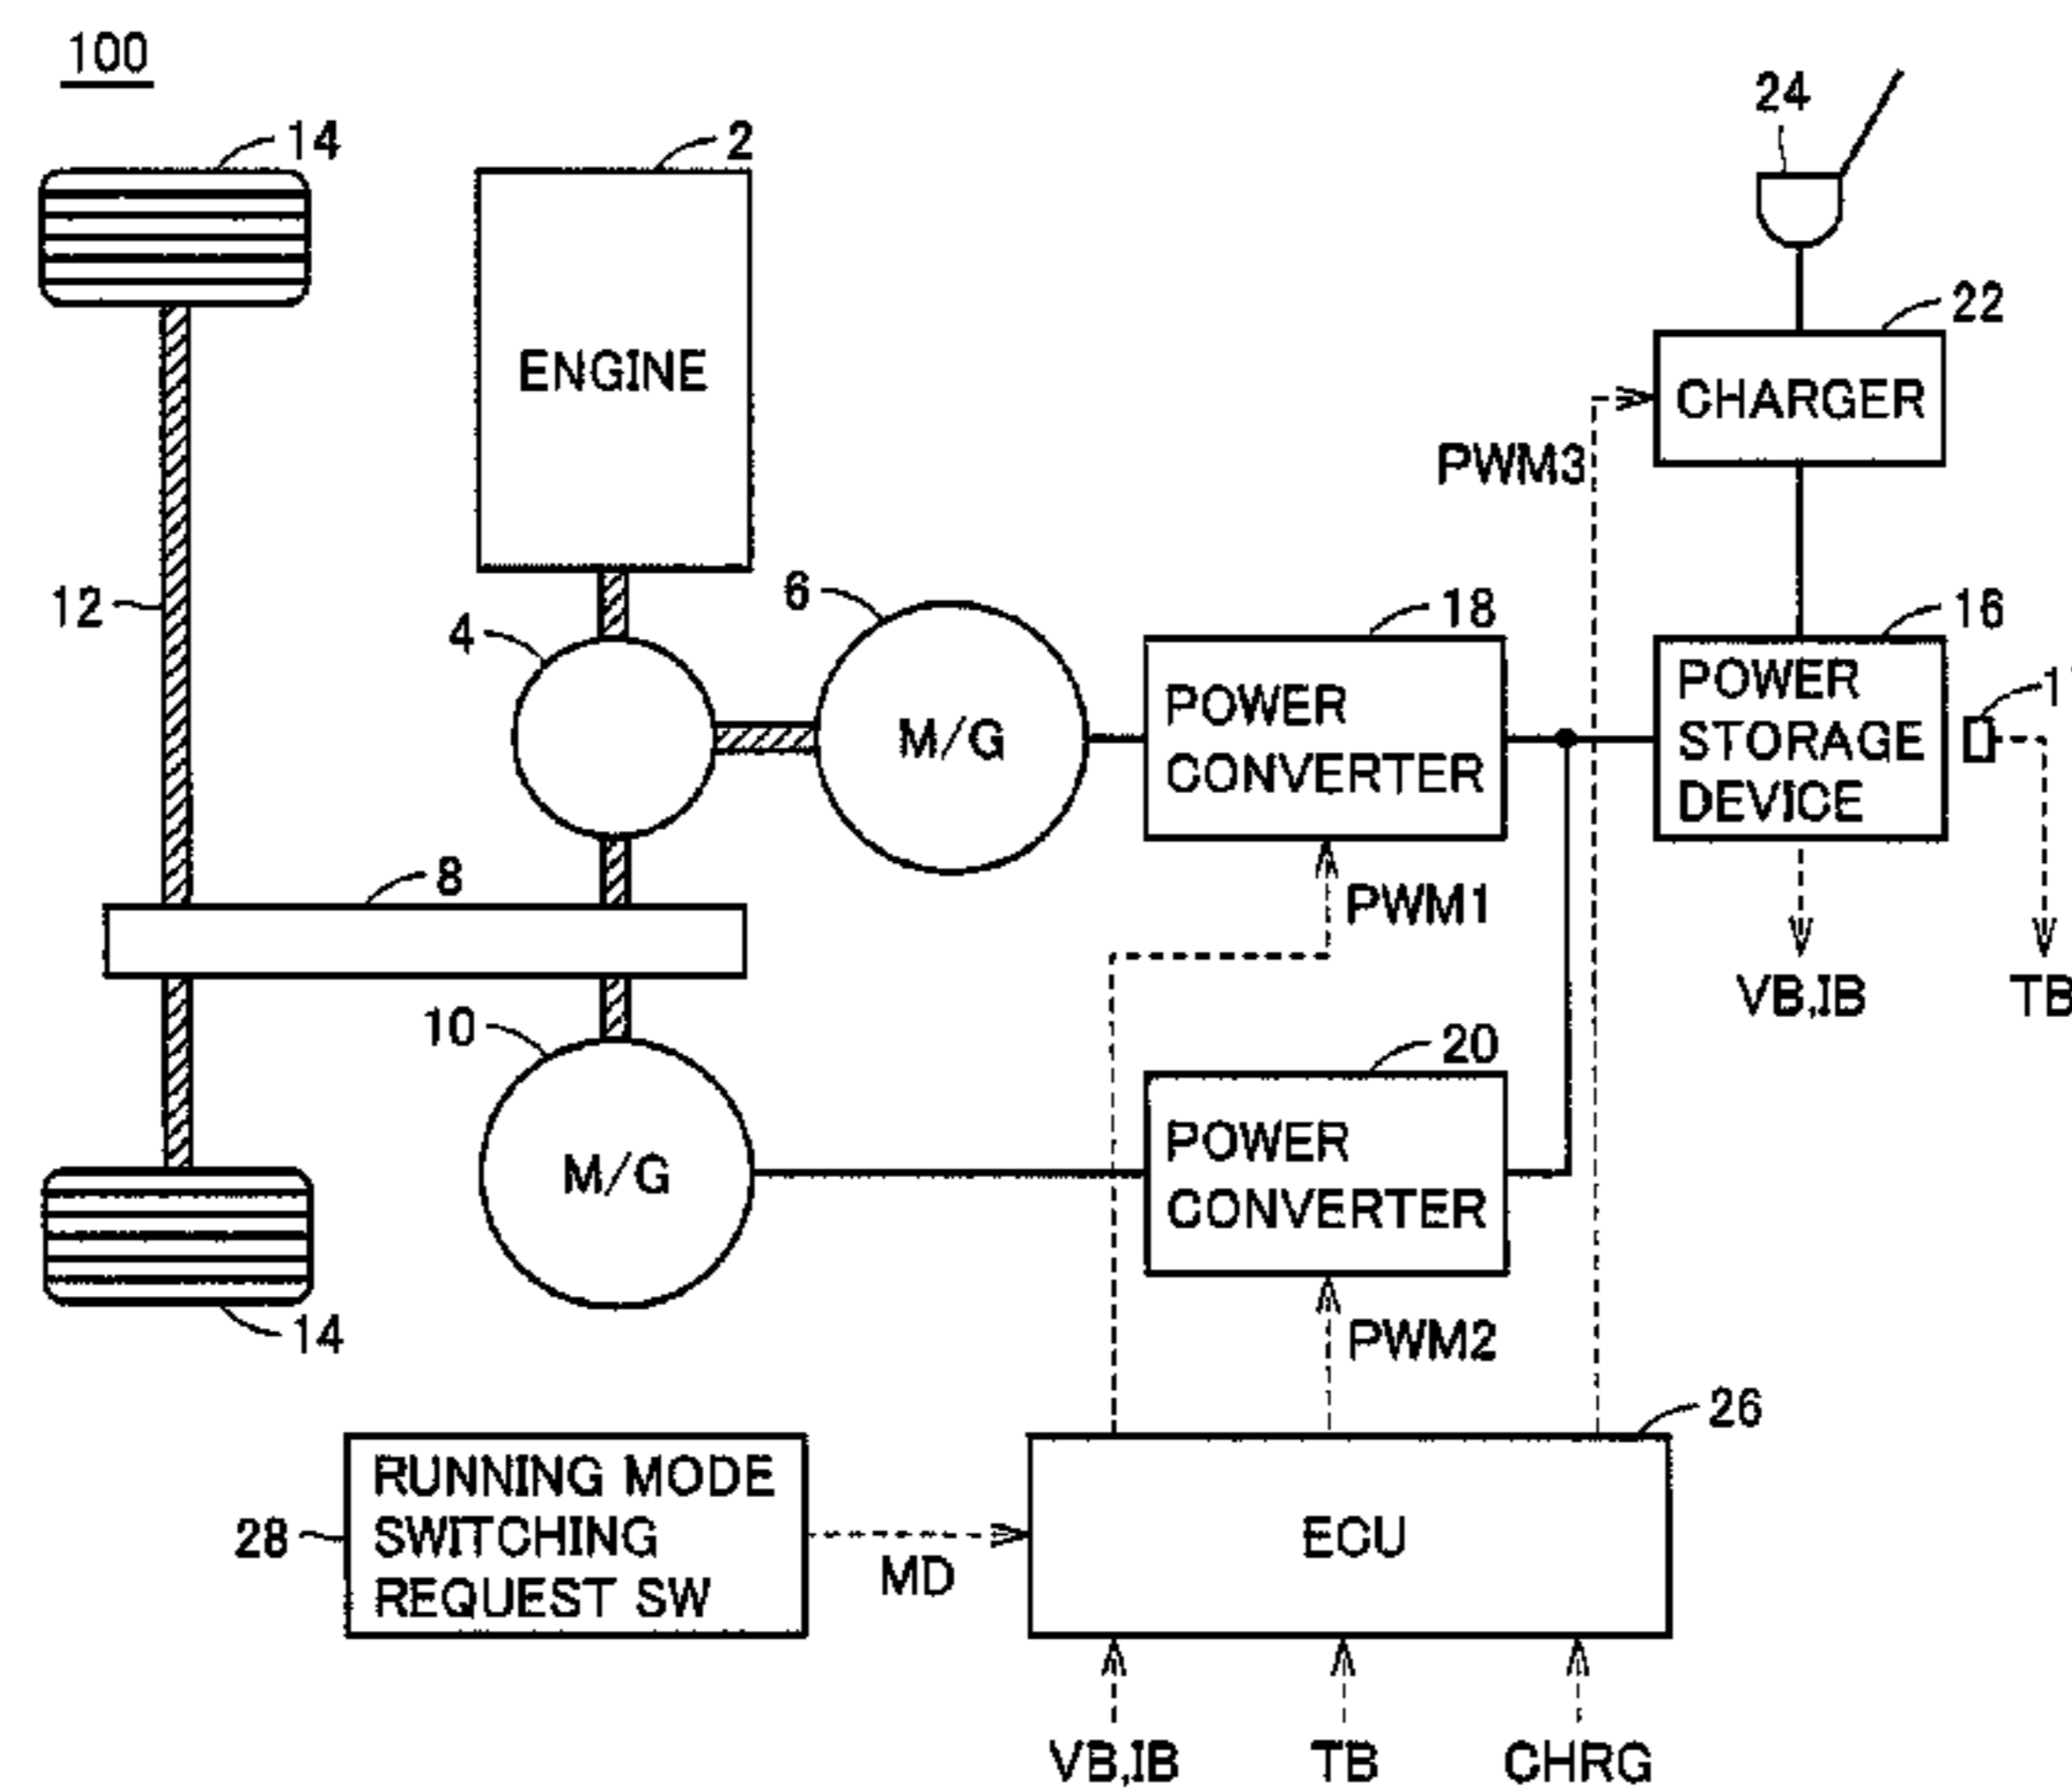 100
14
2
24
22
ENGINE
CHARGER
PWM3
12
6
18
16
4
M/G
POWER
CONVERTER
POWER
STORAGE
DEVICE
8
PWM1
VB,IB
TB
10
20
M/G
POWER
CONVERTER
14
PWM2
26
28
RUNNING MODE
SWITCHING
REQUEST SW
MD
ECU
VB,IB
TB
CHRG